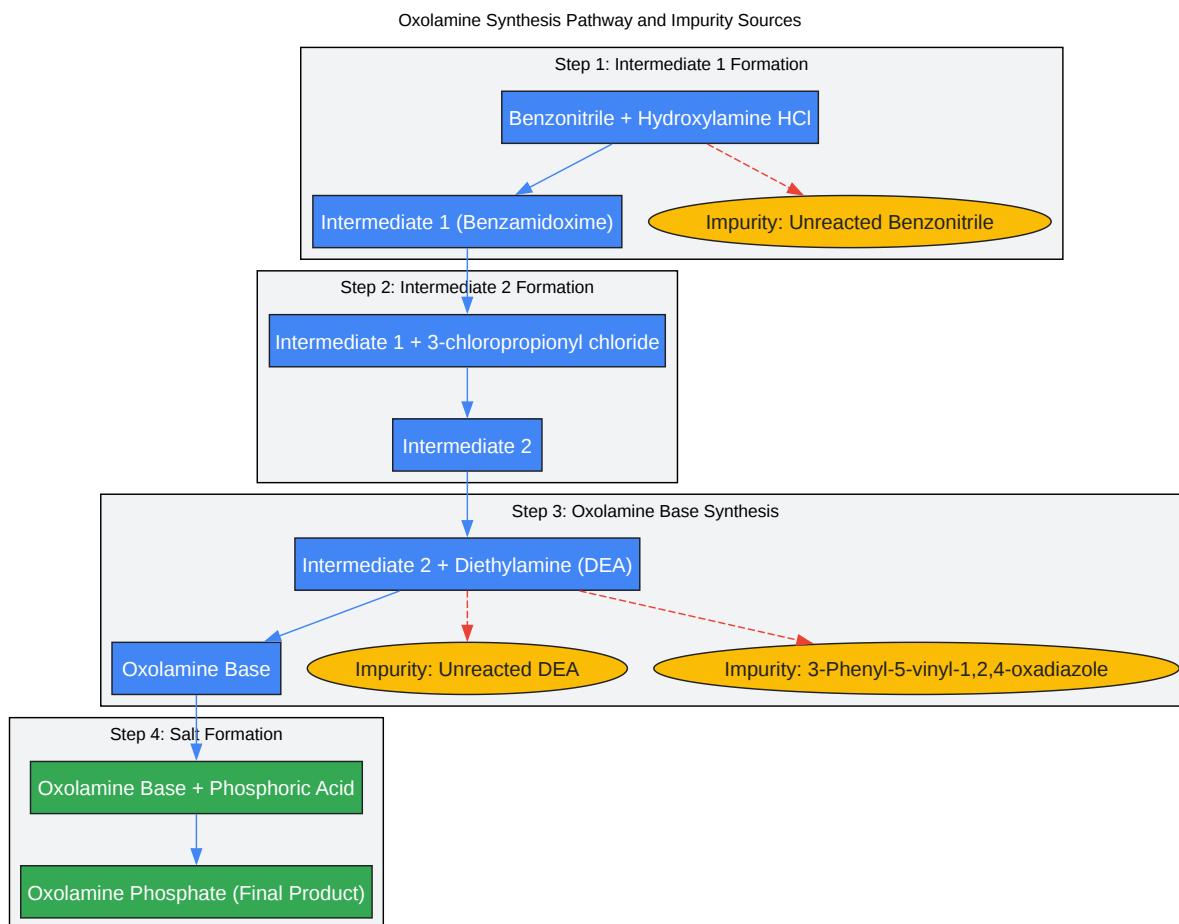 Oxolamine Synthesis Pathway and Impurity Sources
Step 1: Intermediate 1 Formation
Benzonitrile + Hydroxylamine HCl
Intermediate 1 (Benzamidoxime)
Impurity: Unreacted Benzonitrile
Step 2: Intermediate 2 Formation
Intermediate 1 + 3-chloropropionyl chloride
Intermediate 2
Step 3: Oxolamine Base Synthesis
Intermediate 2 + Diethylamine (DEA)
Oxolamine Base
Impurity: Unreacted DEA
Impurity: 3-Phenyl-5-vinyl-1,2,4-oxadiazole
Step 4: Salt Formation
Oxolamine Base + Phosphoric Acid
Oxolamine Phosphate (Final Product)